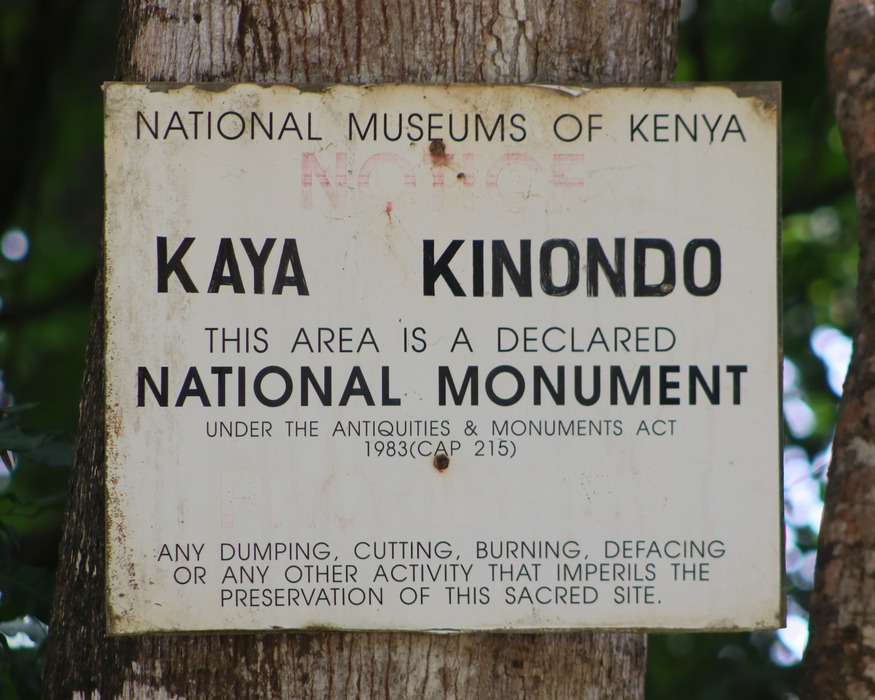 NATIONAL MUSEUMS OF KENYA
NOTICE
KAYA KINONDO
THIS AREA IS A DECLARED
NATIONAL MONUMENT
UNDER THE ANTIQUITIES & MONUMENTS ACT
1983(CAP 215)
ANY DUMPING, CUTTING, BURNING, DEFACING
OR ANY OTHER ACTIVITY THAT IMPERILS THE
PRESERVATION OF THIS SACRED SITE.